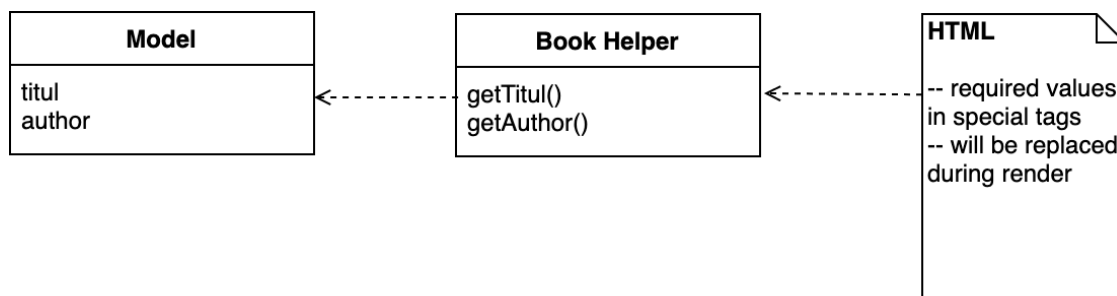 Model
titul
author
Book Helper
getTitul()
getAuthor()
HTML
-- required values
in special tags
-- will be replaced
during render